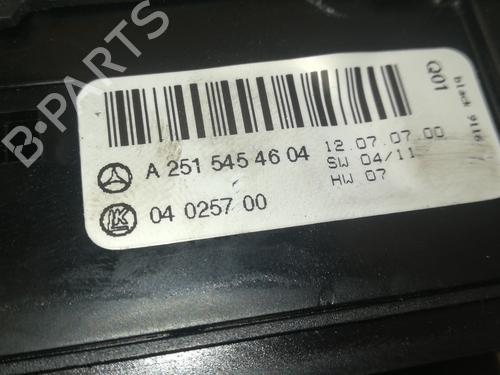 A 251 545 46 04
12.07.07.00
SW 04/11
HW 07
Q01
black 9116
LK
04 0257 00
B-PARTS